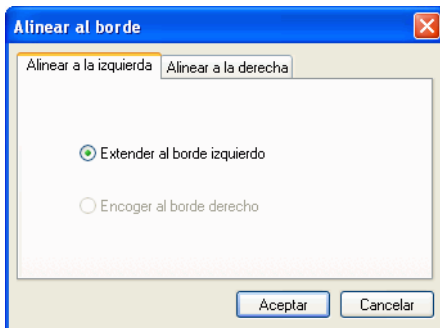 Alinear al borde
Alinear a la izquierda Alinear a la derecha
Extender al borde izquierdo
Encoger al borde derecho
Aceptar Cancelar